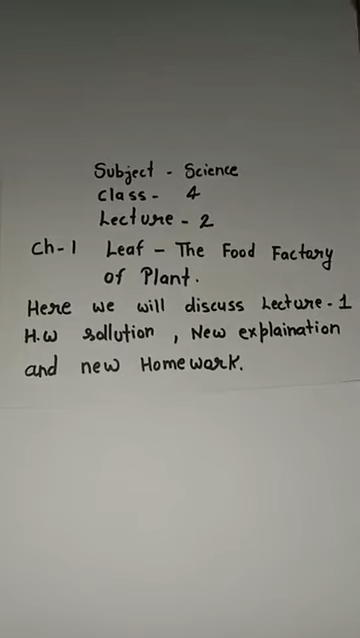 Subject - Science
Class - 4
Lecture - 2
Ch-1 Leaf - The Food Factory
of Plant.
Here we will discuss Lecture-1
H.w sollution, New explaination
and new Homework.